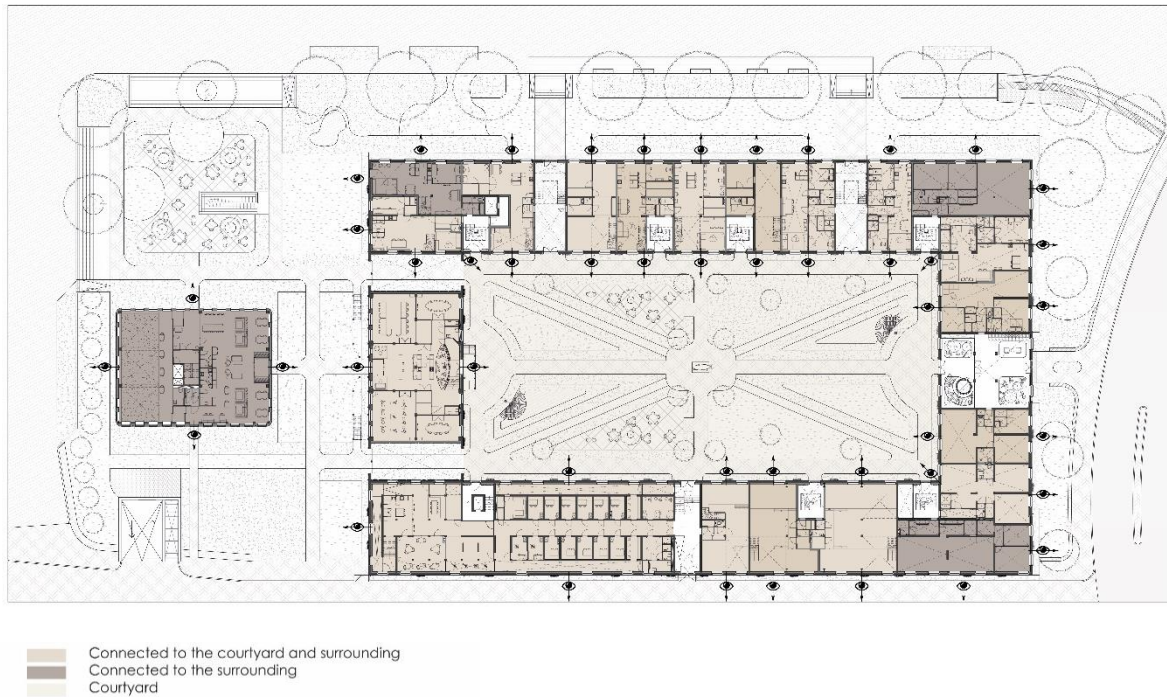 Connected to the courtyard and surrounding
Connected to the surrounding
Courtyard